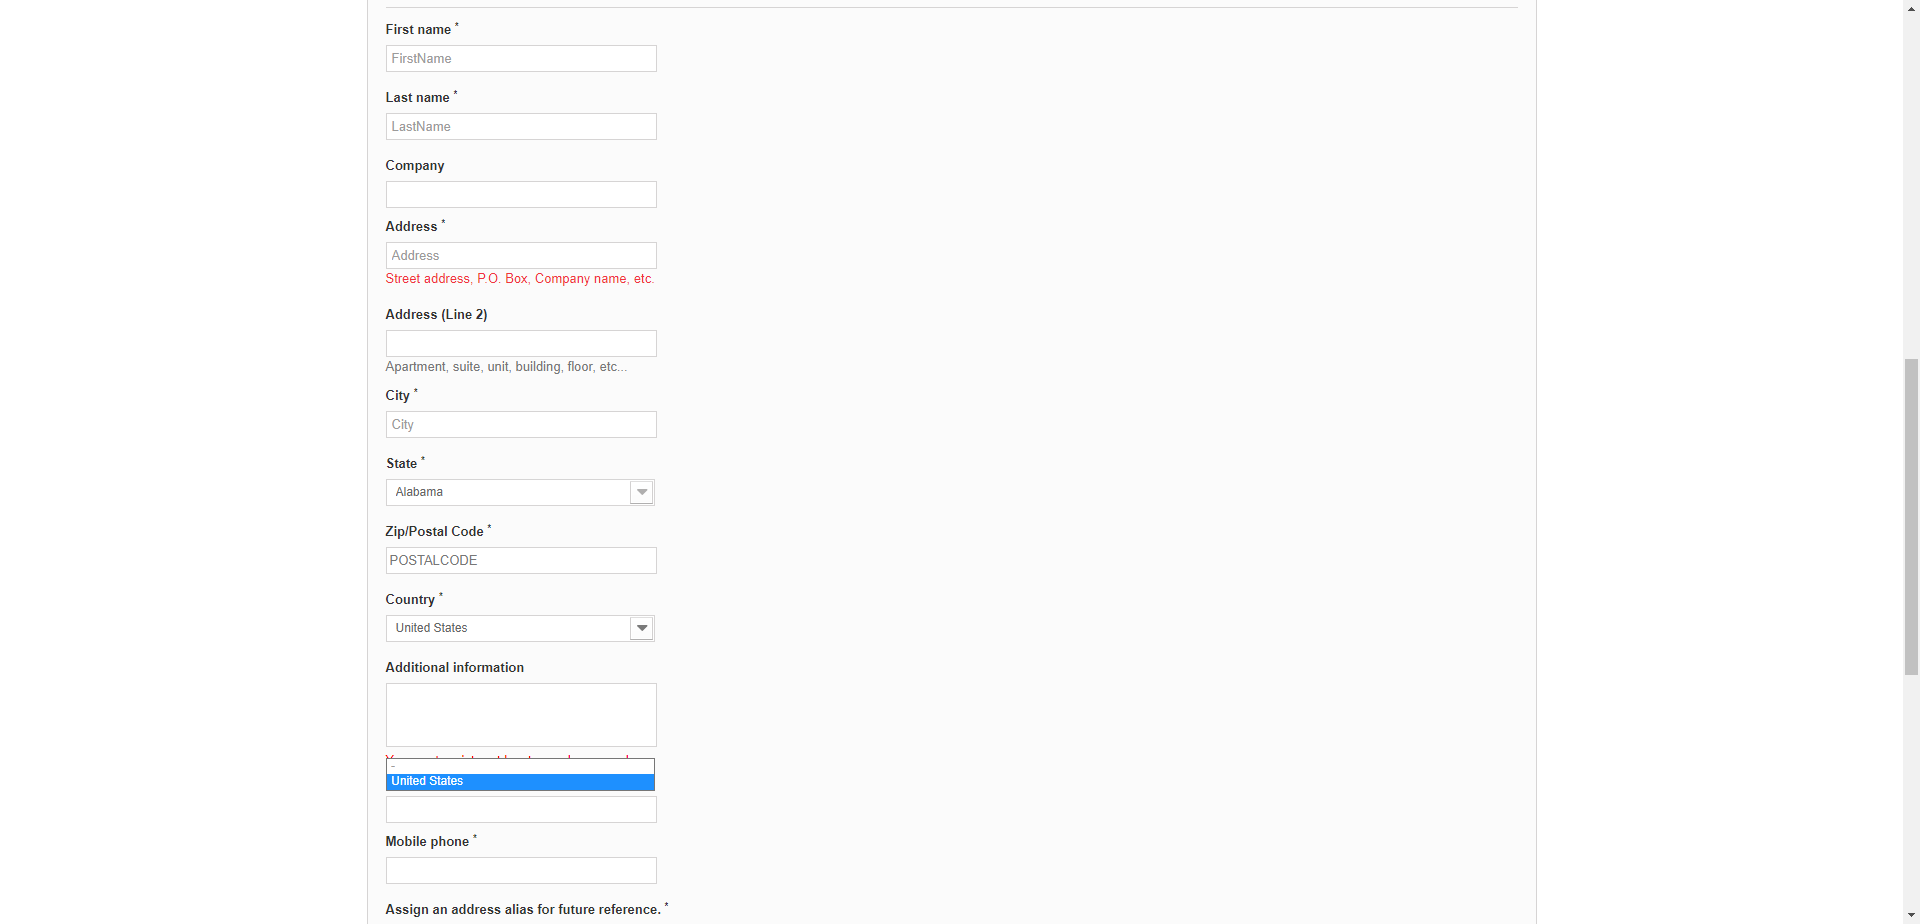 First name *
FirstName
Last name *
LastName
Company
Address *
Address
Street address, P.O. Box, Company name, etc.
Address (Line 2)
Apartment, suite, unit, building, floor, etc...
City *
City
State *
Alabama
Zip/Postal Code *
POSTALCODE
Country *
United States
Additional information
-
United States
Mobile phone *
Assign an address alias for future reference. *